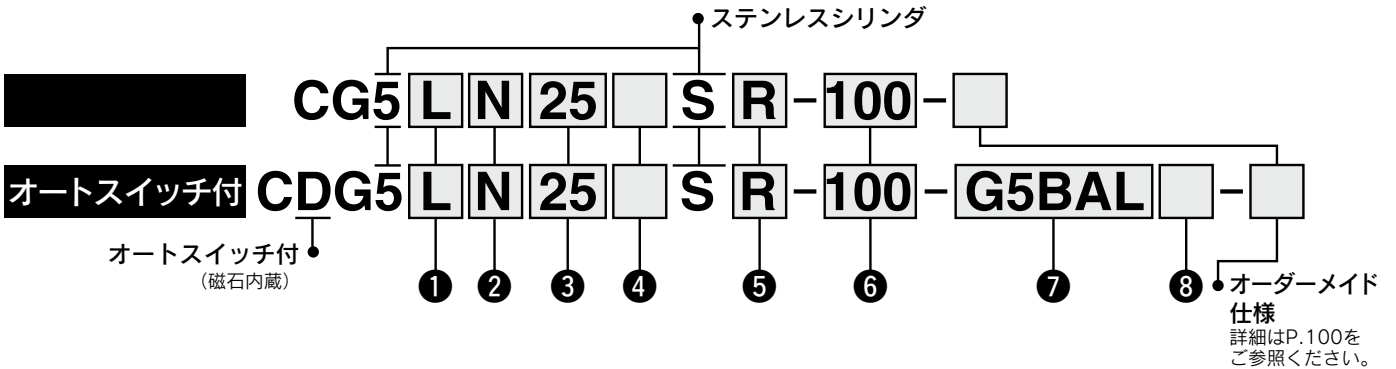 ステンレスシリンダ
CG5 L N 25 S R - 100 -
オートスイッチ付 CDG5 L N 25 S R - 100 - G5BAL -
オートスイッチ付
（磁石内蔵）
❶ ❷ ❸ ❹ ❺ ❻ ❼ ❽
オーダーメイド
仕様
詳細はP.100を
ご参照ください。